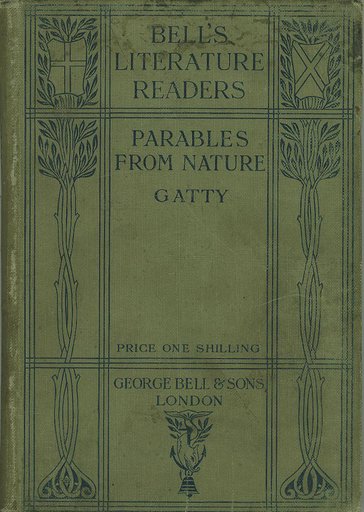 BELL'S
LITERATURE
READERS
PARABLES
FROM NATURE
GATTY
PRICE ONE SHILLING
GEORGE BELL & SONS
LONDON